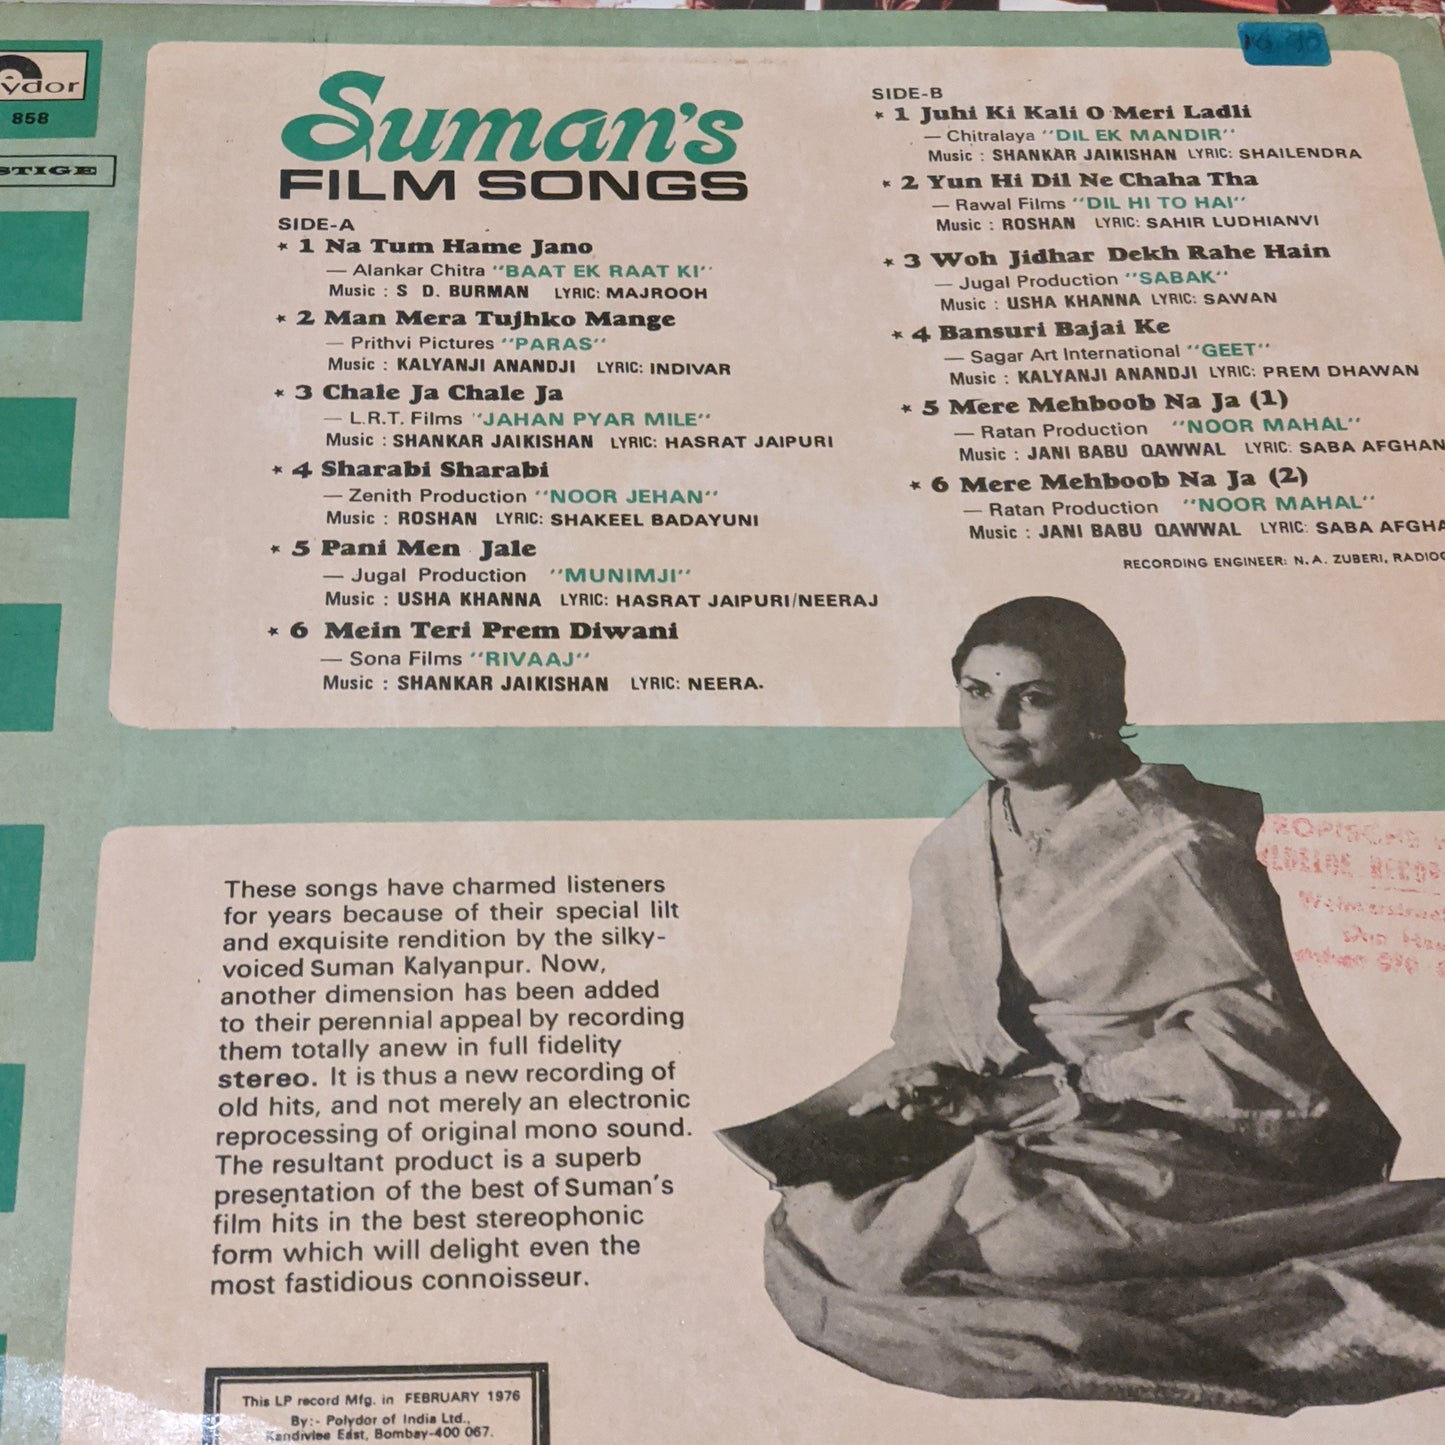 858
Suman's
FILM SONGS
SIDE-A
★ 1 Na Tum Hame Jano
— Alankar Chitra "BAAT EK RAAT KI"
Music : S D. BURMAN LYRIC: MAJROOH
★ 2 Man Mera Tujhko Mange
— Prithvi Pictures "PARAS"
Music : KALYANJI ANANDJI LYRIC: INDIVAR
★ 3 Chale Ja Chale Ja
— L.R.T. Films "JAHAN PYAR MILE"
Music : SHANKAR JAIKISHAN LYRIC: HASRAT JAIPURI
★ 4 Sharabi Sharabi
— Zenith Production "NOOR JEHAN"
Music : ROSHAN LYRIC: SHAKEEL BADAYUNI
★ 5 Pani Men Jale
— Jugal Production "MUNIMJI"
Music : USHA KHANNA LYRIC: HASRAT JAIPURI/NEERAJ
★ 6 Mein Teri Prem Diwani
— Sona Films "RIVAAJ"
Music : SHANKAR JAIKISHAN LYRIC: NEERA.
SIDE-B
★ 1 Juhi Ki Kali O Meri Ladli
— Chitralaya "DIL EK MANDIR"
Music : SHANKAR JAIKISHAN LYRIC: SHAILENDRA
★ 2 Yun Hi Dil Ne Chaha Tha
— Rawal Films "DIL HI TO HAI"
Music : ROSHAN LYRIC: SAHIR LUDHIANVI
★ 3 Woh Jidhar Dekh Rahe Hain
— Jugal Production "SABAK"
Music : USHA KHANNA LYRIC: SAWAN
★ 4 Bansuri Bajai Ke
— Sagar Art International "GEET"
Music : KALYANJI ANANDJI LYRIC: PREM DHAWAN
★ 5 Mere Mehboob Na Ja (1)
— Ratan Production "NOOR MAHAL"
Music : JANI BABU QAWWAL LYRIC: SABA AFGHAN
★ 6 Mere Mehboob Na Ja (2)
— Ratan Production "NOOR MAHAL"
Music : JANI BABU QAWWAL LYRIC: SABA AFGHA
RECORDING ENGINEER: N. A. ZUBERI, RADIO
These songs have charmed listeners
for years because of their special lilt
and exquisite rendition by the silky-
voiced Suman Kalyanpur. Now,
another dimension has been added
to their perennial appeal by recording
them totally anew in full fidelity
stereo. It is thus a new recording of
old hits, and not merely an electronic
reprocessing of original mono sound.
The resultant product is a superb
presentation of the best of Suman's
film hits in the best stereophonic
form which will delight even the
most fastidious connoisseur.
This LP record Mfg. in FEBRUARY 1976
By:- Polydor of India Ltd.,
Kandivlee East, Bombay-400 067.